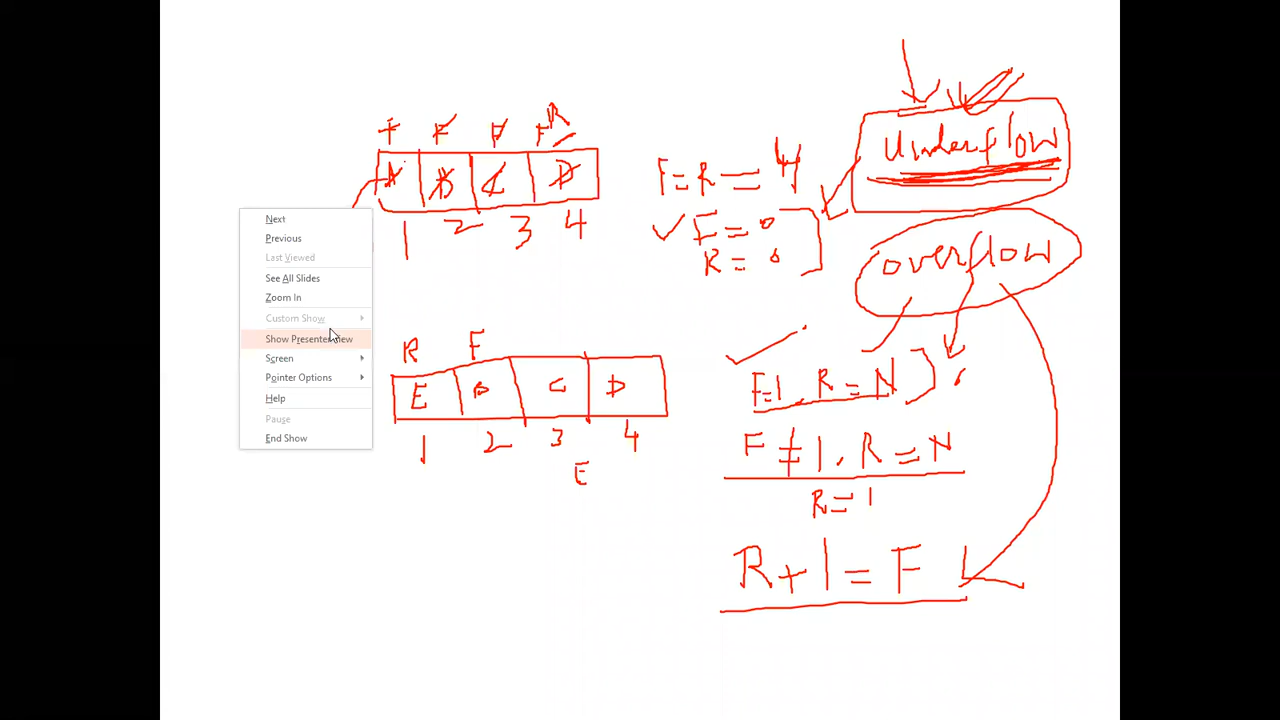 F F F F R
A B C D
1 2 3 4
F=R=4
F=0
R=0
Underflow
overflow
Next
Previous
Last Viewed
See All Slides
Zoom In
Custom Show
Show Presenter View
Screen
Pointer Options
Help
Pause
End Show
R F
E B C D
1 2 3 4
E
F=1, R=N
F≠1, R=N
R=1
R+1=F